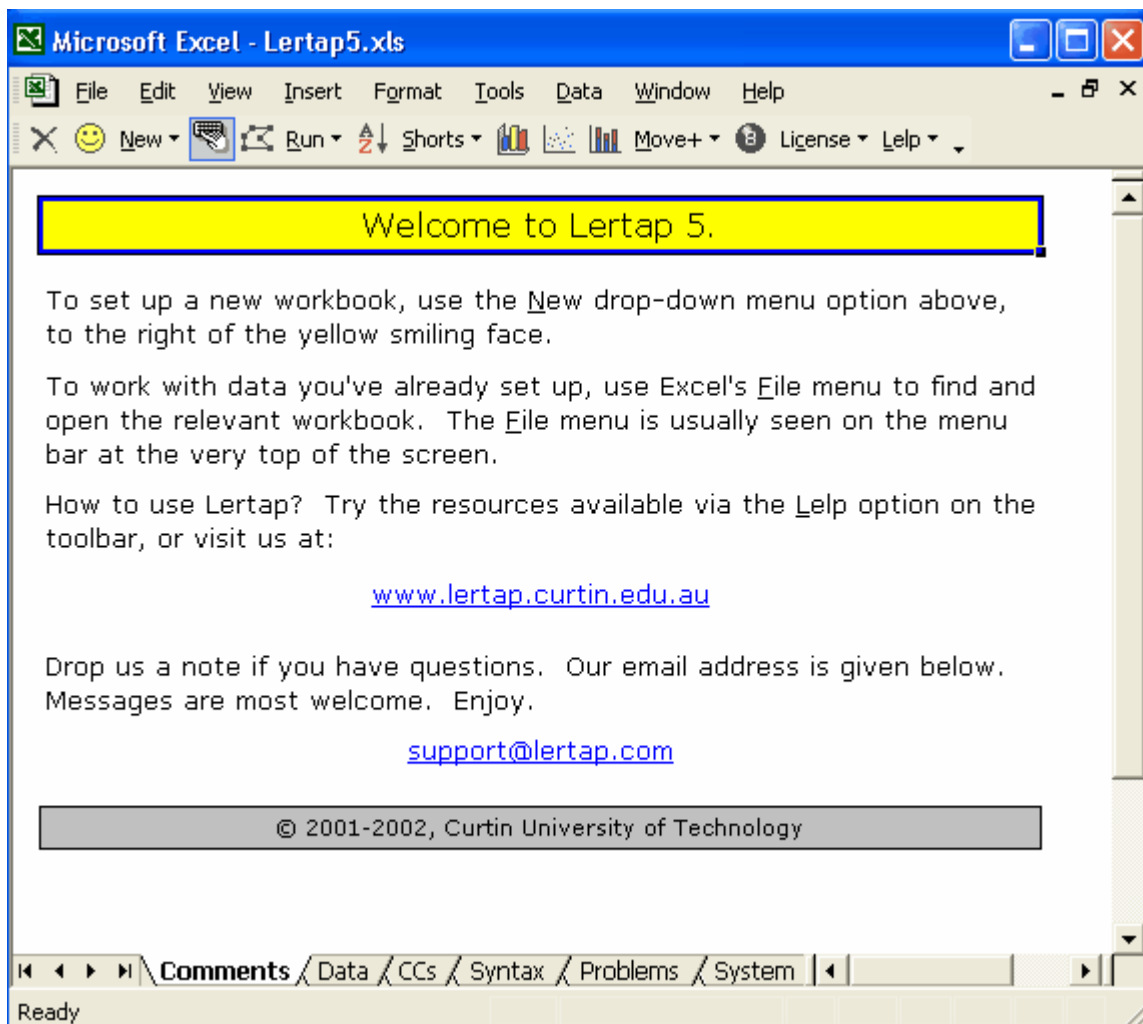 Microsoft Excel - Lertap5.xls
File Edit View Insert Format Tools Data Window Help
New Run Shorts Move+ License Lelp
Welcome to Lertap 5.
To set up a new workbook, use the New drop-down menu option above,
to the right of the yellow smiling face.
To work with data you've already set up, use Excel's File menu to find and
open the relevant workbook. The File menu is usually seen on the menu
bar at the very top of the screen.
How to use Lertap? Try the resources available via the Lelp option on the
toolbar, or visit us at:
www.lertap.curtin.edu.au
Drop us a note if you have questions. Our email address is given below.
Messages are most welcome. Enjoy.
support@lertap.com
© 2001-2002, Curtin University of Technology
Comments Data CCs Syntax Problems System
Ready